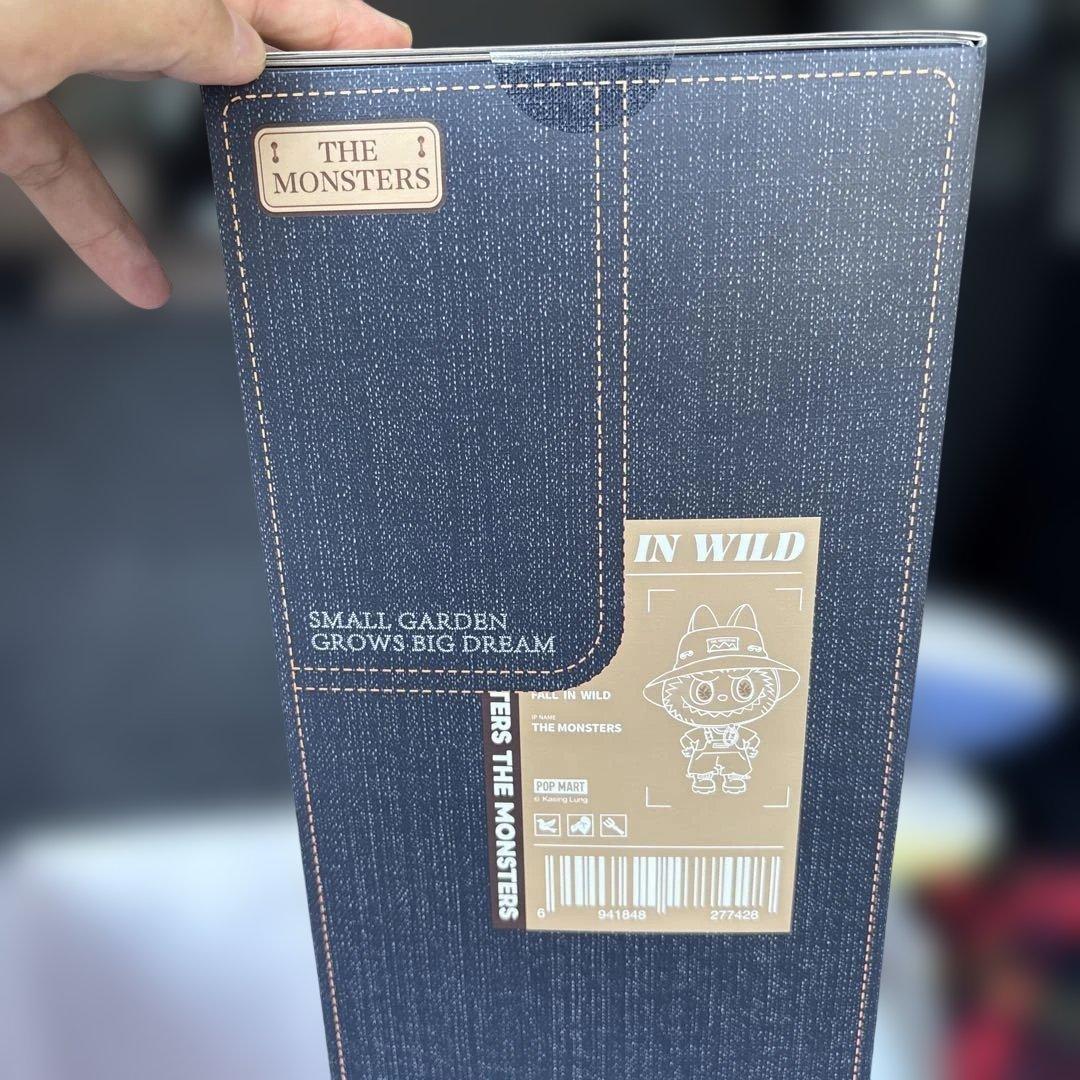 THE
MONSTERS
IN WILD
SMALL GARDEN
GROWS BIG DREAM
FALL IN WILD
IP NAME
THE MONSTERS
POP MART
© Kasing Lung
TERS THE MONSTERS
6 941848 277428